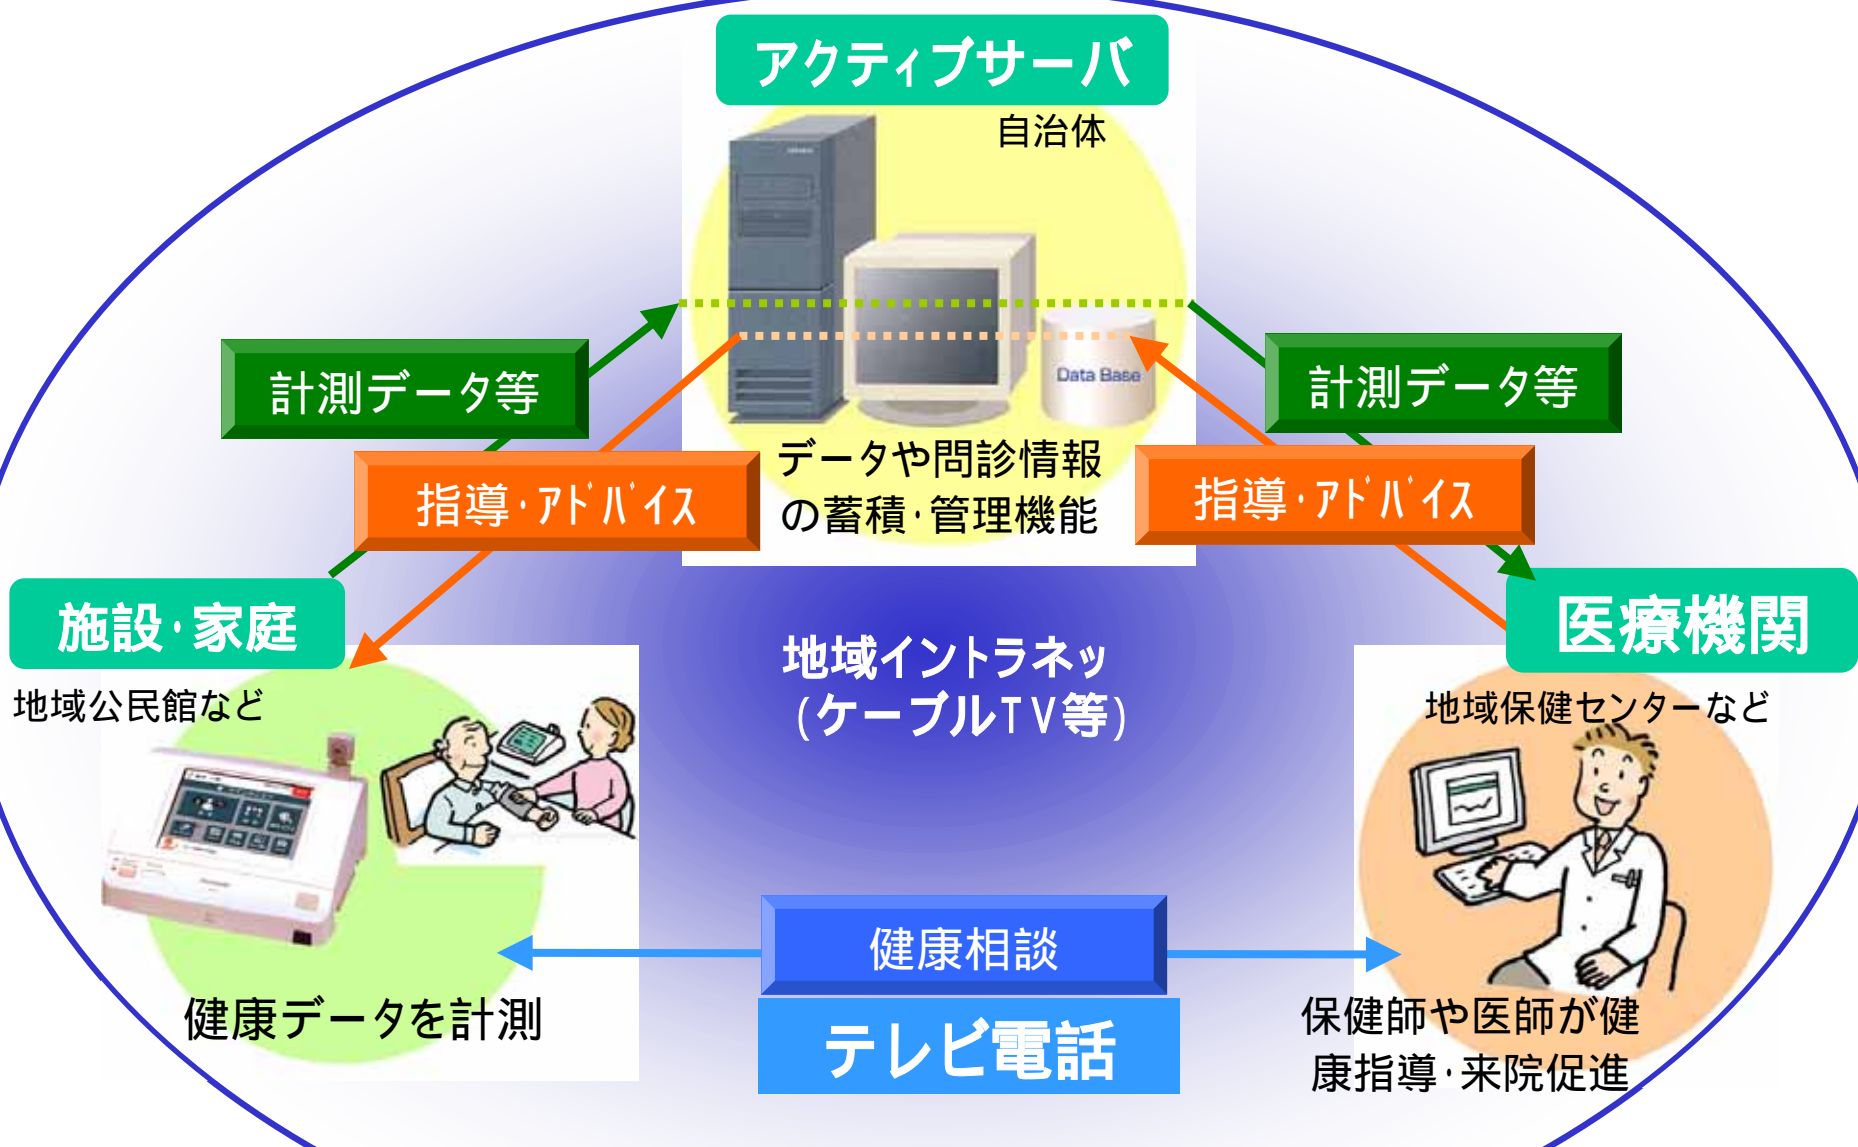 アクティブサーバ
自治体
Data Base
計測データ等
計測データ等
データや問診情報
の蓄積・管理機能
指導・アドバイス
指導・アドバイス
施設・家庭
医療機関
地域イントラネッ
(ケーブルTV等)
地域公民館など
地域保健センターなど
健康相談
健康データを計測
テレビ電話
保健師や医師が健
康指導・来院促進